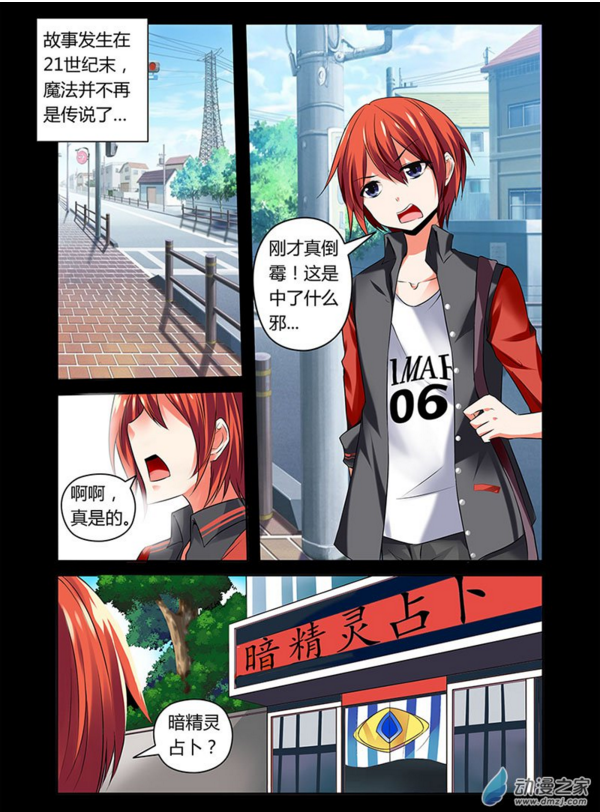 故事发生在
21世纪末，
魔法并不再
是传说了...
刚才真倒
霉！这是
中了什么
邪...
06
啊啊，
真是的。
暗精灵占卜
暗精灵
占卜？
动漫之家
www.dmzj.com